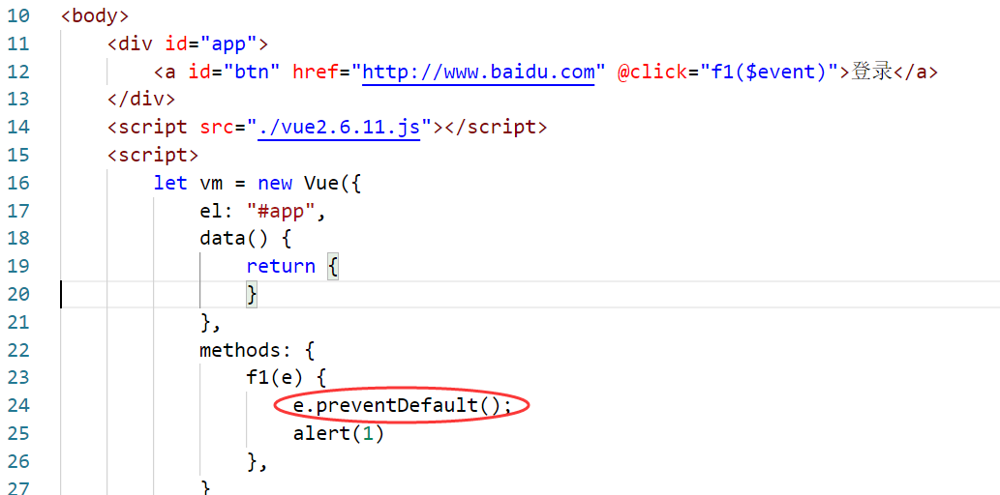 10 <body>
11     <div id="app">
12         <a id="btn" href="http://www.baidu.com" @click="f1($event)">登录</a>
13     </div>
14     <script src="./vue2.6.11.js"></script>
15     <script>
16         let vm = new Vue({
17             el: "#app",
18             data() {
19                 return {
20                 }
21             },
22             methods: {
23                 f1(e) {
24                     e.preventDefault();
25                     alert(1)
26                 },
27             }